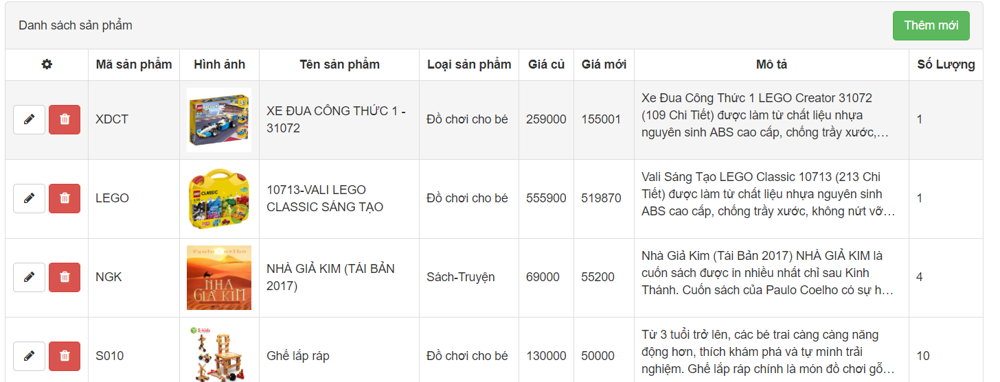 Danh sách sản phẩm
Thêm mới
Mã sản phẩm Hình ảnh Tên sản phẩm Loại sản phẩm Giá củ Giá mới Mô tả Số Lượng
XDCT
XE ĐUA CÔNG THỨC 1 -
31072
Đồ chơi cho bé
259000
155001
Xe Đua Công Thức 1 LEGO Creator 31072
(109 Chi Tiết) được làm từ chất liệu nhựa
nguyên sinh ABS cao cấp, chống trầy xước,…
1
LEGO
CLASSIC
10713-VALI LEGO
CLASSIC SÁNG TẠO
Đồ chơi cho bé
555900
519870
Vali Sáng Tạo LEGO Classic 10713 (213 Chi
Tiết) được làm từ chất liệu nhựa nguyên sinh
ABS cao cấp, chống trầy xước, không nứt vỡ…
1
NGK
Paulo Coelho
NHÀ
GIẢ KIM
NHÀ GIẢ KIM (TÁI BẢN
2017)
Sách-Truyện
69000
55200
Nhà Giả Kim (Tái Bản 2017) NHÀ GIẢ KIM là
cuốn sách được in nhiều nhất chỉ sau Kinh
Thánh. Cuốn sách của Paulo Coelho có sự h…
4
S010
Ghế lắp ráp
Đồ chơi cho bé
130000
50000
Từ 3 tuổi trở lên, các bé trai càng càng năng
động hơn, thích khám phá và tự mình trải
nghiệm. Ghế lắp ráp chính là món đồ chơi gỗ…
10